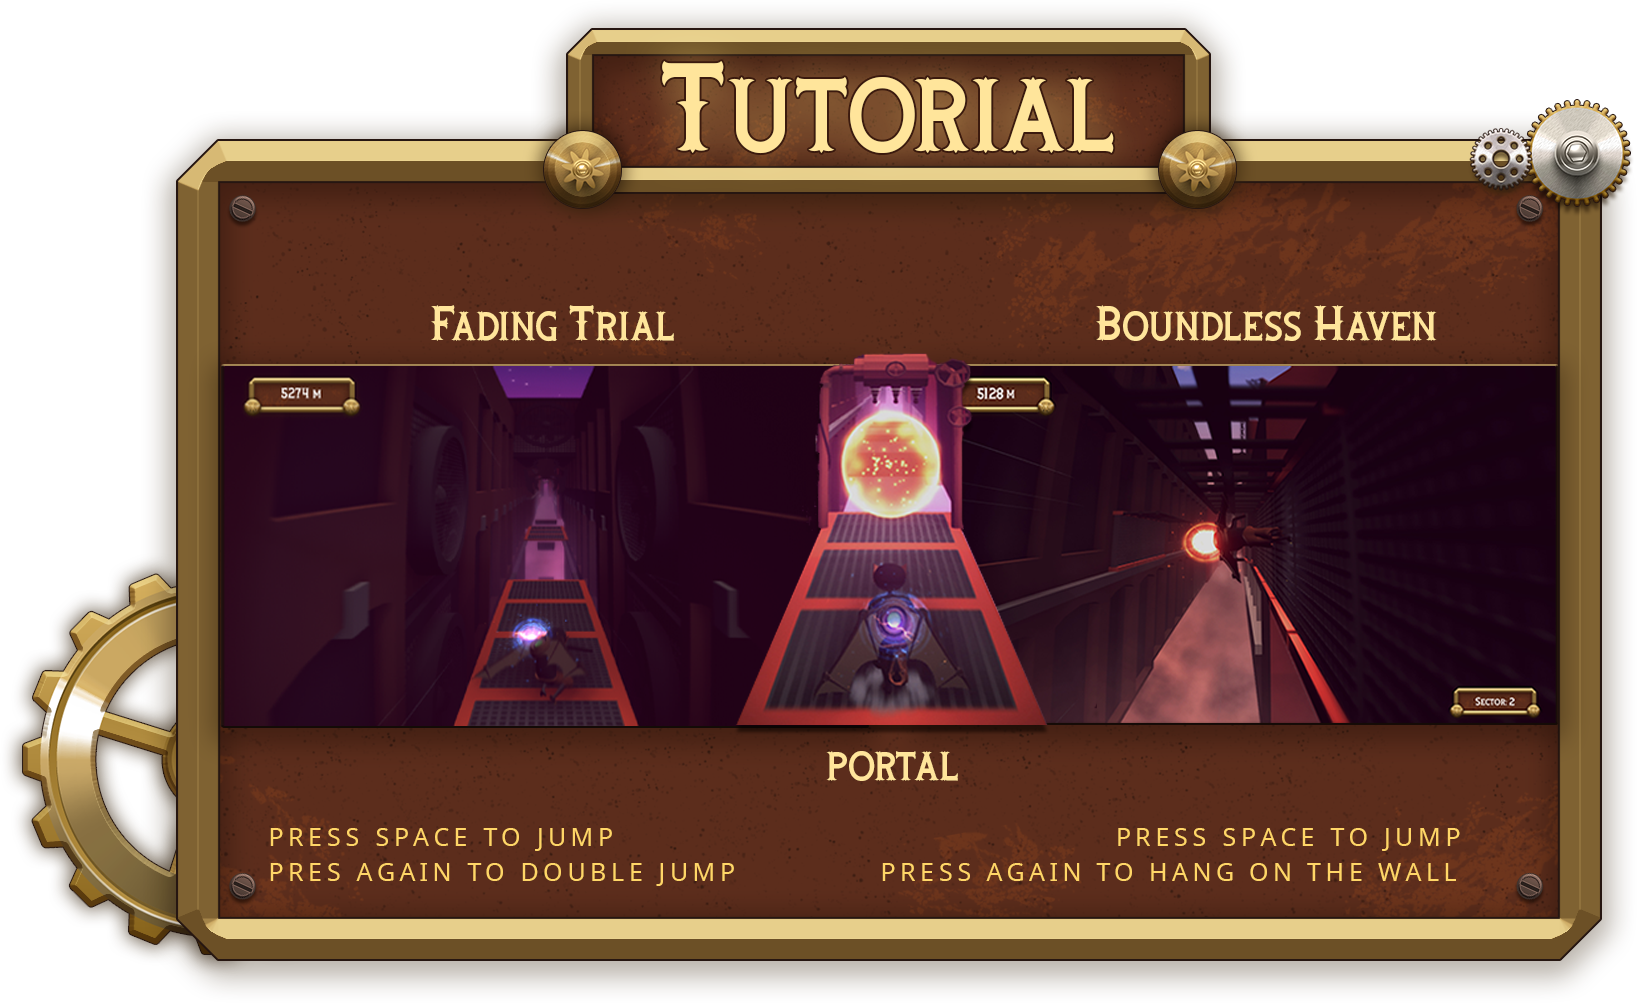 Tutorial
Fading Trial
Boundless Haven
5274 M
5128 M
Sector: 2
PORTAL
PRESS SPACE TO JUMP
PRES AGAIN TO DOUBLE JUMP
PRESS SPACE TO JUMP
PRESS AGAIN TO HANG ON THE WALL